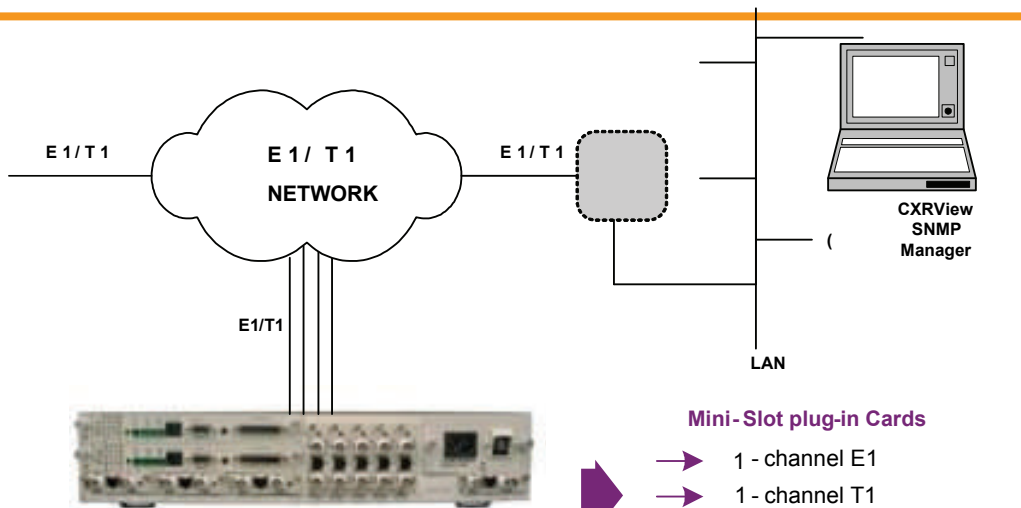 E 1 / T 1
E 1 / T 1
NETWORK
E 1 / T 1
CXRView
SNMP
Manager
(
E1/T1
LAN
Mini-Slot plug-in Cards
1 - channel E1
1 - channel T1